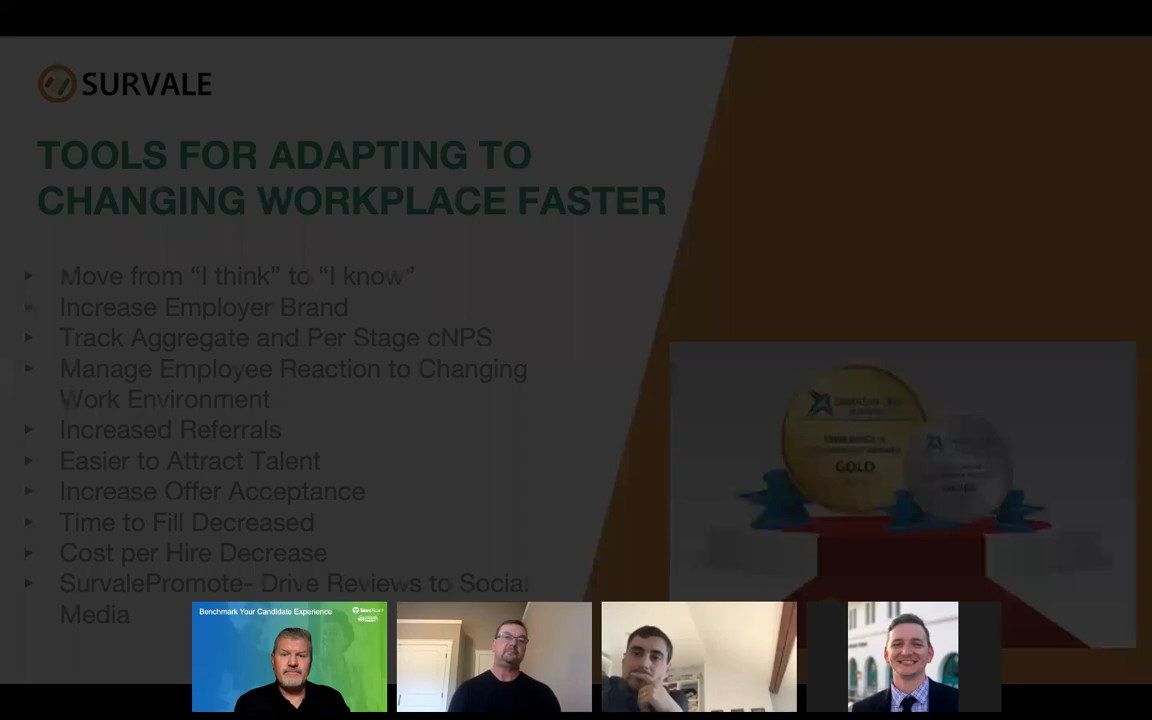 SURVALE
TOOLS FOR ADAPTING TO
CHANGING WORKPLACE FASTER
‣ Move from “I think” to “I know”
‣ Increase Employer Brand
‣ Track Aggregate and Per Stage cNPS
‣ Manage Employee Reaction to Changing
Work Environment
‣ Increased Referrals
‣ Easier to Attract Talent
‣ Increase Offer Acceptance
‣ Time to Fill Decreased
‣ Cost per Hire Decrease
‣ SurvalePromote- Drive Reviews to Social
Media
GOLD
Benchmark Your Candidate Experience